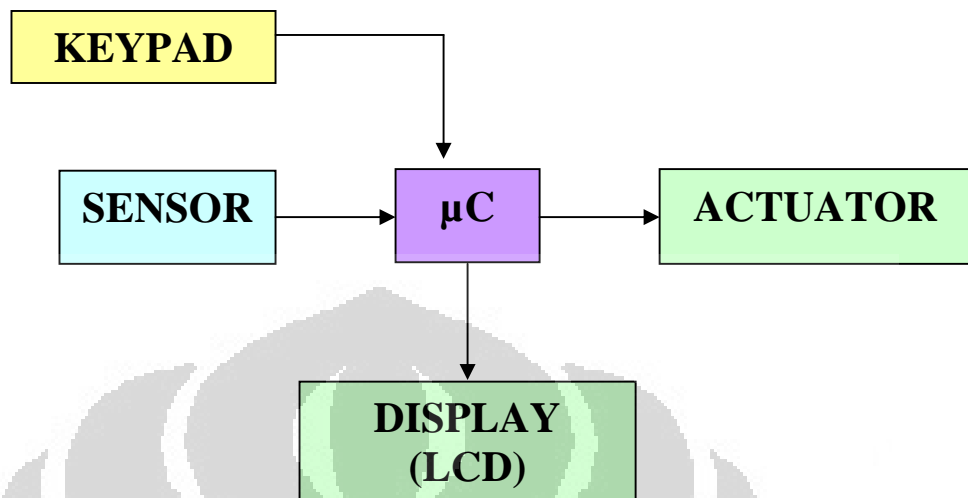 KEYPAD
SENSOR
µC
ACTUATOR
DISPLAY
(LCD)